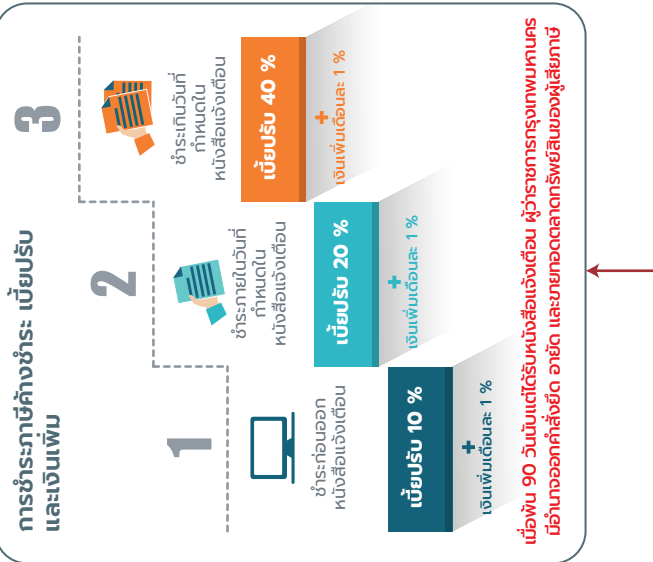 การชำระภาษีค้างชำระ เบี้ยปรับ
และเงินเพิ่ม
1
ชำระก่อนออก
หนังสือแจ้งเตือน
เบี้ยปรับ 10 %
+
เงินเพิ่มเดือนละ 1 %
2
ชำระภายในวันที่
กำหนดใน
หนังสือแจ้งเตือน
เบี้ยปรับ 20 %
+
เงินเพิ่มเดือนละ 1 %
3
ชำระเกินวันที่
กำหนดใน
หนังสือแจ้งเตือน
เบี้ยปรับ 40 %
+
เงินเพิ่มเดือนละ 1 %
เมื่อพ้น 90 วันนับแต่ได้รับหนังสือแจ้งเตือน ผู้ว่าราชการกรุงเทพมหานคร
มีอำนาจออกคำสั่งยึด อายัด และขายทอดตลาดทรัพย์สินของผู้เสียภาษี